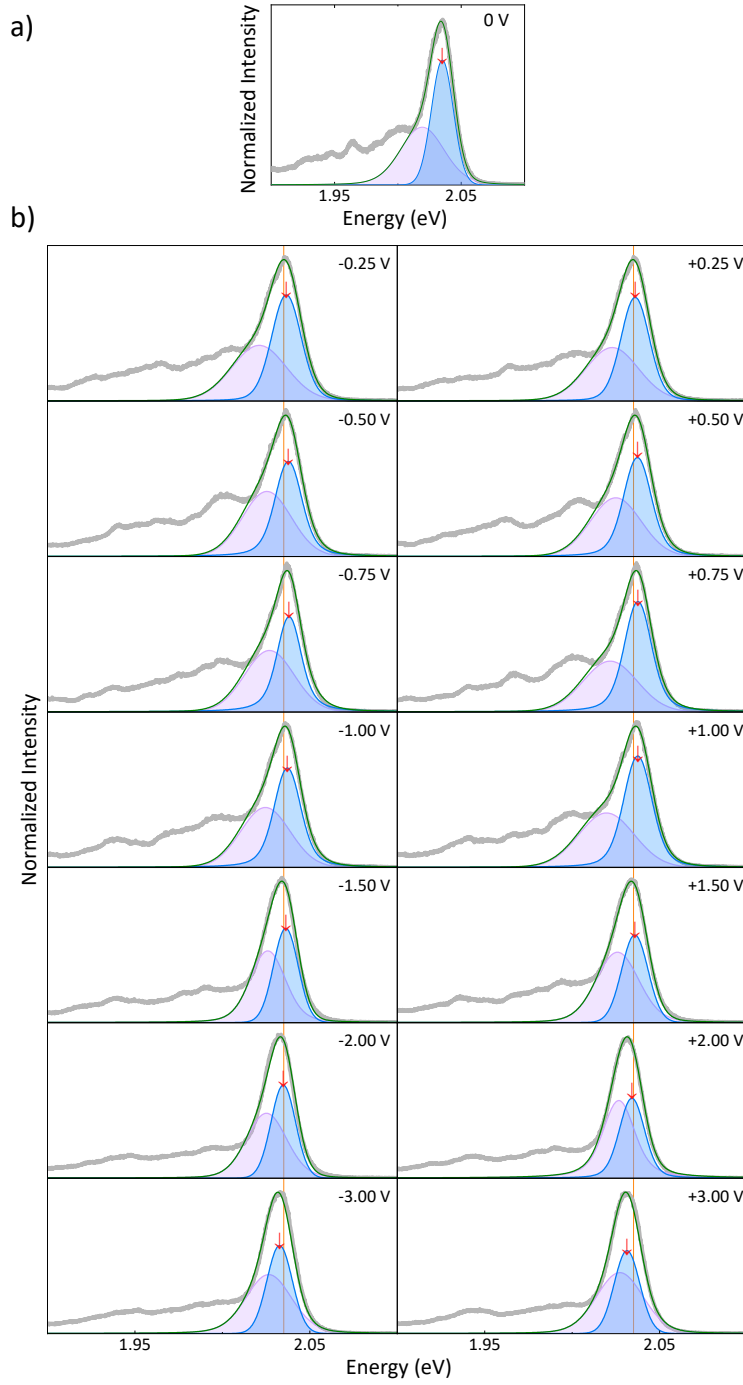 a)
0 V
Normalized Intensity
1.95
2.05
Energy (eV)
b)
-0.25 V
+0.25 V
-0.50 V
+0.50 V
-0.75 V
+0.75 V
-1.00 V
+1.00 V
Normalized Intensity
-1.50 V
+1.50 V
-2.00 V
+2.00 V
-3.00 V
+3.00 V
1.95
2.05
1.95
2.05
Energy (eV)